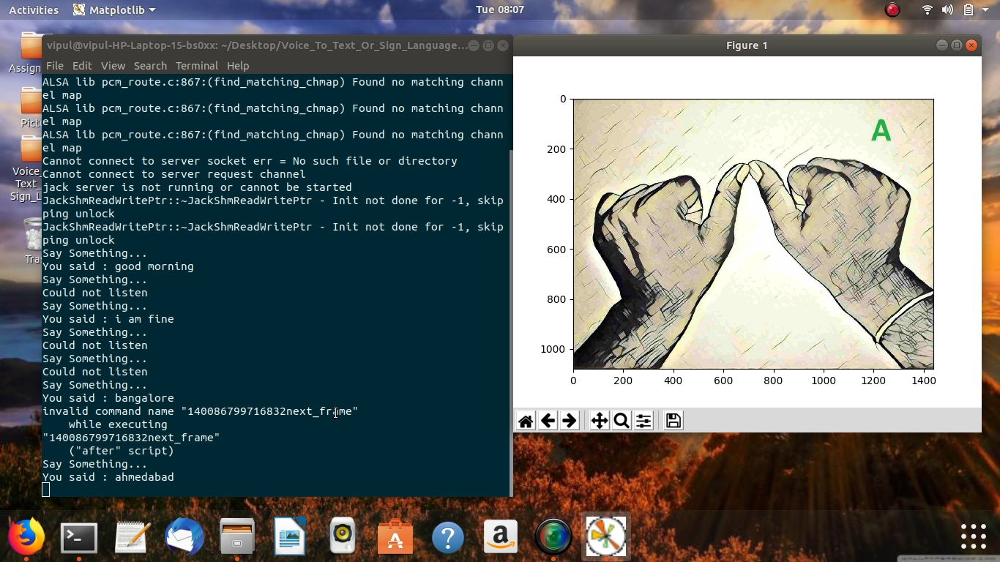 Activities Matplotlib Tue 08:07
Assign
Pict
Voice_
Text_
Sign_L
Tra
vipul@vipul-HP-Laptop-15-bs0xx: ~/Desktop/Voice_To_Text_Or_Sign_Language...
File Edit View Search Terminal Help
ALSA lib pcm_route.c:867:(find_matching_chmap) Found no matching chann
el map
ALSA lib pcm_route.c:867:(find_matching_chmap) Found no matching chann
el map
ALSA lib pcm_route.c:867:(find_matching_chmap) Found no matching chann
el map
Cannot connect to server socket err = No such file or directory
Cannot connect to server request channel
jack server is not running or cannot be started
JackShmReadWritePtr::~JackShmReadWritePtr - Init not done for -1, skip
ping unlock
JackShmReadWritePtr::~JackShmReadWritePtr - Init not done for -1, skip
ping unlock
Say Something...
You said : good morning
Say Something...
Could not listen
Say Something...
You said : i am fine
Say Something...
Could not listen
Say Something...
Could not listen
Say Something...
You said : bangalore
invalid command name "140086799716832next_frame"
    while executing
"140086799716832next_frame"
    ("after" script)
Say Something...
You said : ahmedabad
Figure 1
A
0
200
400
600
800
1000
0 200 400 600 800 1000 1200 1400